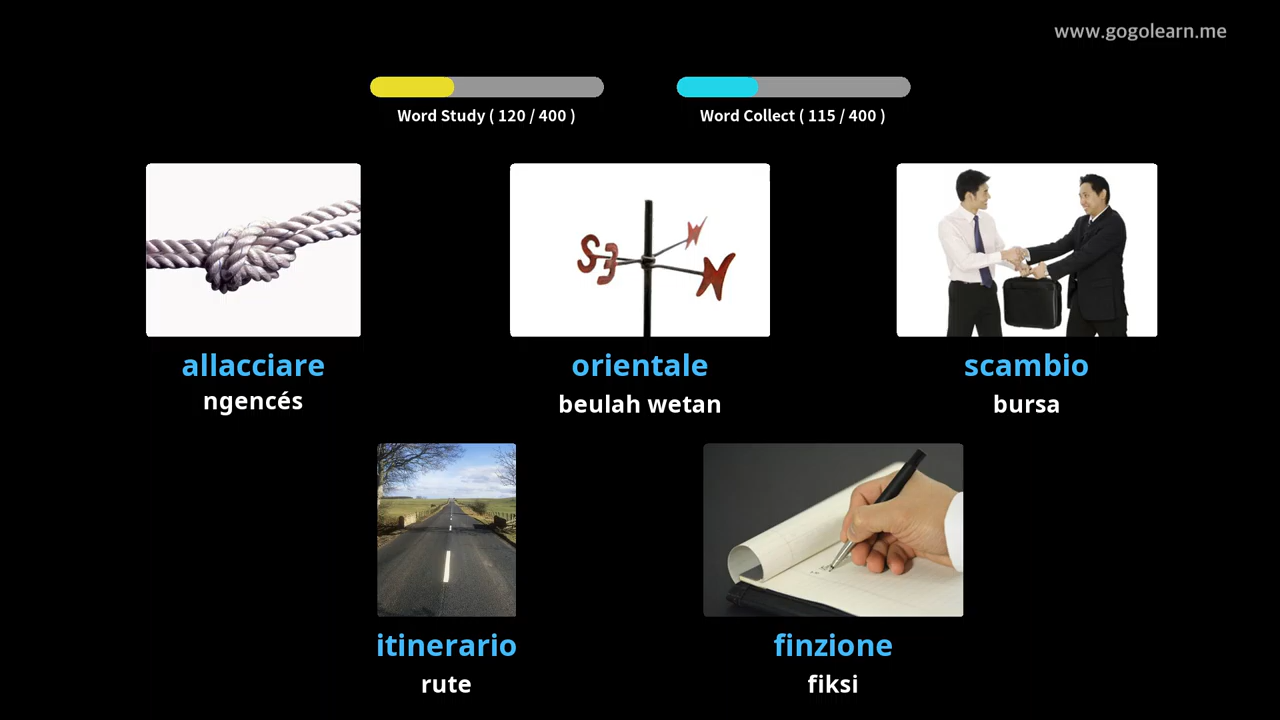 www.gogolearn.me
Word Study ( 120 / 400 )
Word Collect ( 115 / 400 )
allacciare
ngencés
orientale
beulah wetan
scambio
bursa
itinerario
rute
finzione
fiksi